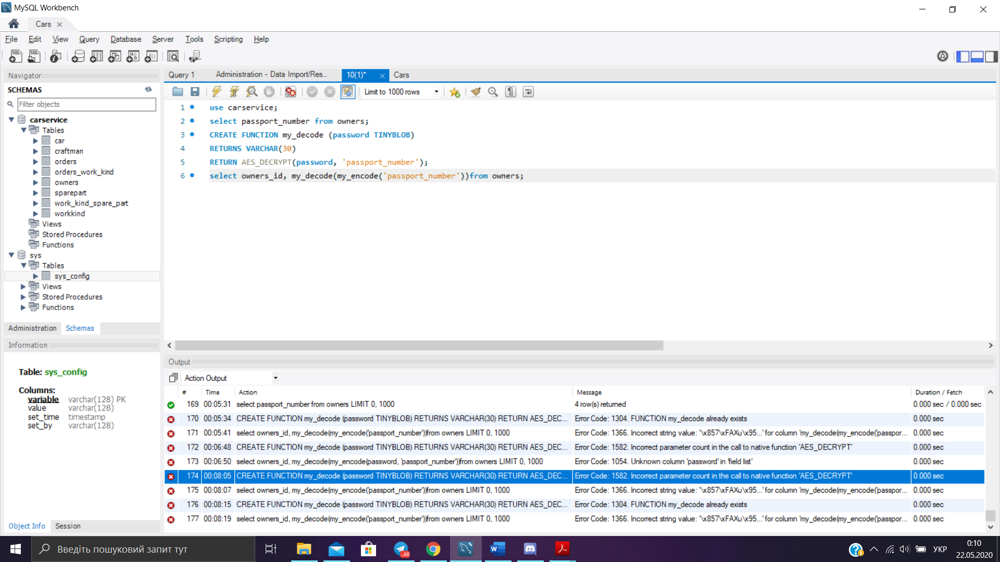 MySQL Workbench
Cars
File Edit View Query Database Server Tools Scripting Help
Navigator
SCHEMAS
Filter objects
carservice
Tables
car
craftman
orders
orders_work_kind
owners
sparepart
work_kind_spare_part
workkind
Views
Stored Procedures
Functions
sys
Tables
sys_config
Views
Stored Procedures
Functions
Administration Schemas
Information
Table: sys_config
Columns:
variable varchar(128) PK
value varchar(128)
set_time timestamp
set_by varchar(128)
Object Info Session
Query 1 Administration - Data Import/Res... 10(1)* Cars
Limit to 1000 rows
1 use carservice;
2 select passport_number from owners;
3 CREATE FUNCTION my_decode (password TINYBLOB)
4 RETURNS VARCHAR(30)
5 RETURN AES_DECRYPT(password, 'passport_number');
6 select owners_id, my_decode(my_encode('passport_number'))from owners;
Output
Action Output
# Time Action Message Duration / Fetch
169 00:05:31 select passport_number from owners LIMIT 0, 1000 4 row(s) returned 0.000 sec / 0.000 sec
170 00:05:34 CREATE FUNCTION my_decode (password TINYBLOB) RETURNS VARCHAR(30) RETURN AES_DEC... Error Code: 1304. FUNCTION my_decode already exists 0.000 sec
171 00:05:41 select owners_id, my_decode(my_encode('passport_number'))from owners LIMIT 0, 1000 Error Code: 1366. Incorrect string value: '\x857\xFAXu\x95...' for column 'my_decode(my_encode('passpor... 0.000 sec
172 00:06:48 CREATE FUNCTION my_decode (password TINYBLOB) RETURNS VARCHAR(30) RETURN AES_DEC... Error Code: 1582. Incorrect parameter count in the call to native function 'AES_DECRYPT' 0.000 sec
173 00:06:50 select owners_id, my_decode(my_encode(password, 'passport_number'))from owners LIMIT 0, 1000 Error Code: 1054. Unknown column 'password' in 'field list' 0.000 sec
174 00:08:05 CREATE FUNCTION my_decode (password TINYBLOB) RETURNS VARCHAR(30) RETURN AES_DEC... Error Code: 1582. Incorrect parameter count in the call to native function 'AES_DECRYPT' 0.000 sec
175 00:08:07 select owners_id, my_decode(my_encode('passport_number'))from owners LIMIT 0, 1000 Error Code: 1366. Incorrect string value: '\x857\xFAXu\x95...' for column 'my_decode(my_encode('passpor... 0.000 sec
176 00:08:15 CREATE FUNCTION my_decode (password TINYBLOB) RETURNS VARCHAR(30) RETURN AES_DEC... Error Code: 1304. FUNCTION my_decode already exists 0.000 sec
177 00:08:19 select owners_id, my_decode(my_encode('passport_number'))from owners LIMIT 0, 1000 Error Code: 1366. Incorrect string value: '\x857\xFAXu\x95...' for column 'my_decode(my_encode('passpor... 0.000 sec
Введіть пошуковий запит тут
УКР
0:10
22.05.2020